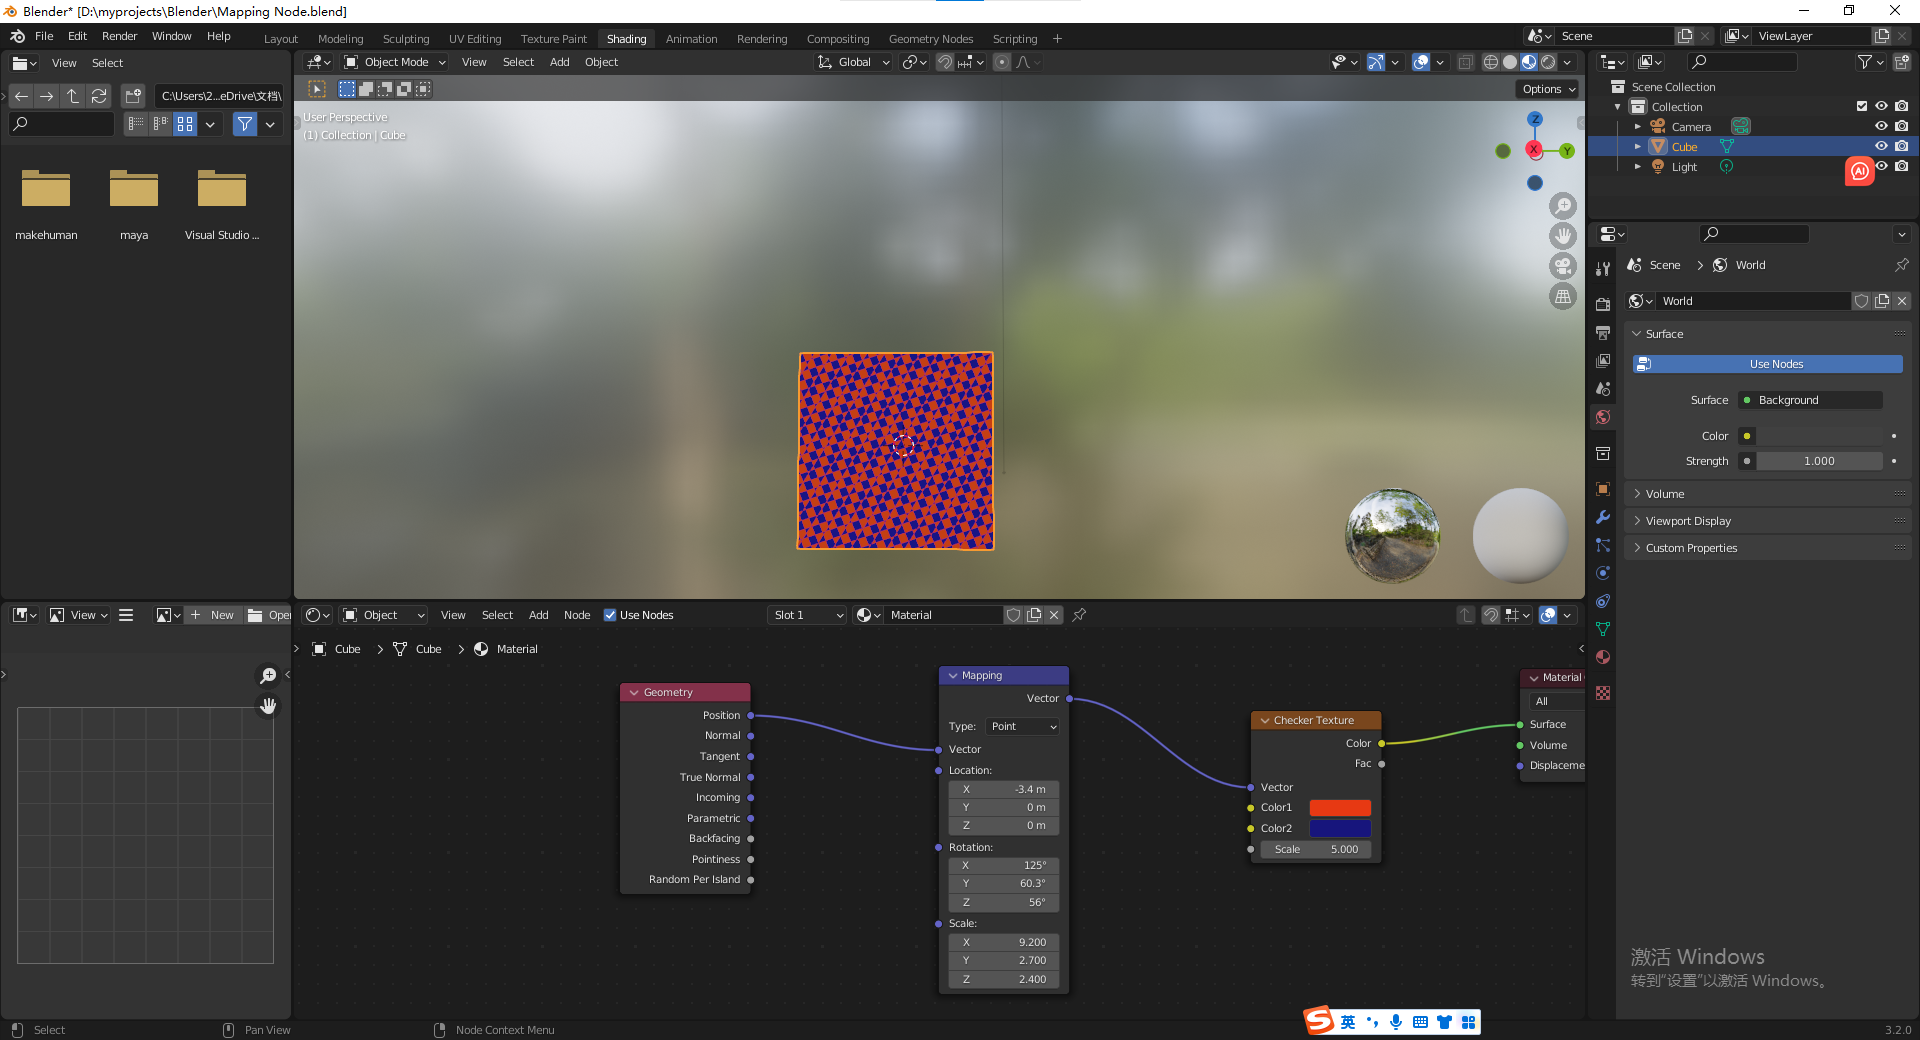 Blender* [D:\myprojects\Blender\Mapping Node.blend]
File Edit Render Window Help
Layout Modeling Sculpting UV Editing Texture Paint Shading Animation Rendering Compositing Geometry Nodes Scripting +
Scene
ViewLayer
View Select
Object Mode View Select Add Object
Global
C:\Users\2...eDrive\文档\
Options
User Perspective
(1) Collection | Cube
Z
X
Y
makehuman
maya
Visual Studio ...
Scene Collection
Collection
Camera
Cube
Light
AI
Scene > World
World
Surface
Use Nodes
Surface Background
Color
Strength 1.000
Volume
Viewport Display
Custom Properties
View
New
Open
Object View Select Add Node Use Nodes
Slot 1
Material
Cube > Cube > Material
Geometry
Position
Normal
Tangent
True Normal
Incoming
Parametric
Backfacing
Pointiness
Random Per Island
Mapping
Vector
Type: Point
Vector
Location:
X -3.4 m
Y 0 m
Z 0 m
Rotation:
X 125°
Y 60.3°
Z 56°
Scale:
X 9.200
Y 2.700
Z 2.400
Checker Texture
Color
Fac
Vector
Color1
Color2
Scale 5.000
Material
All
Surface
Volume
Displaceme
激活 Windows
转到"设置"以激活 Windows。
S 英
Select
Pan View
Node Context Menu
3.2.0